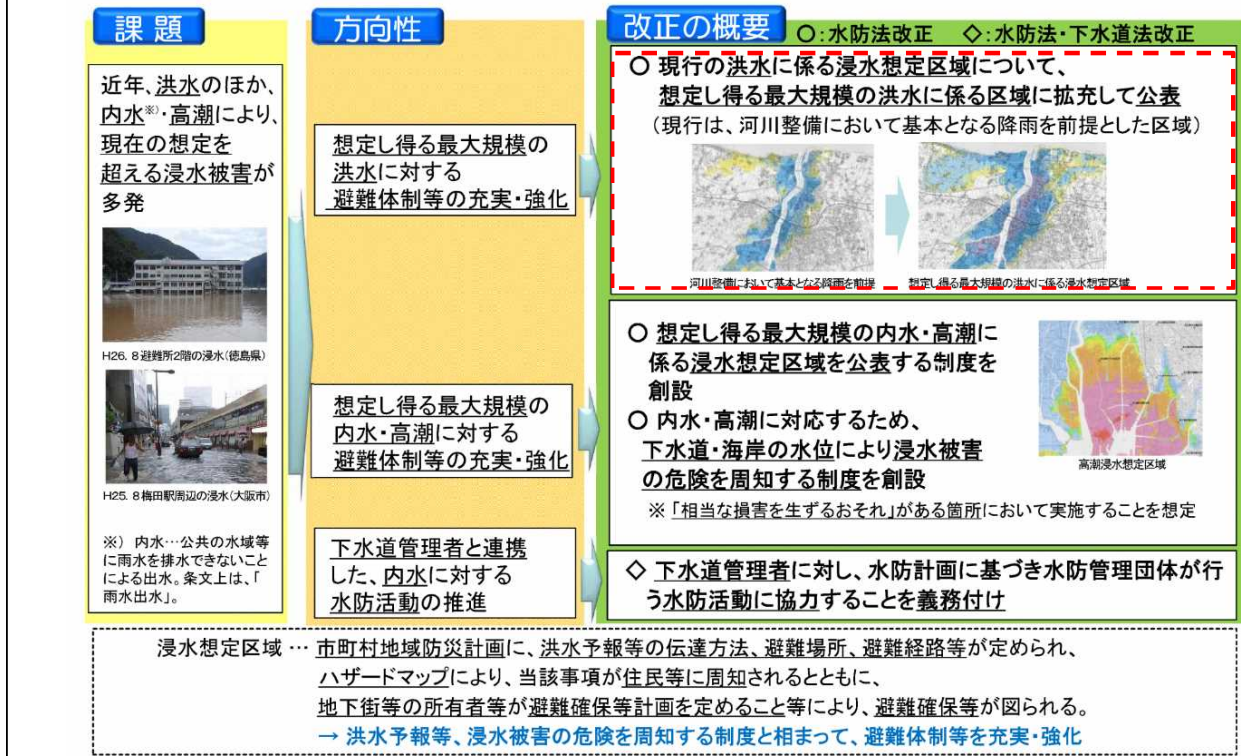 課題
近年、洪水のほか、
内水※)・高潮により、
現在の想定を
超える浸水被害が
多発
H26. 8避難所2階の浸水(徳島県)
H25. 8梅田駅周辺の浸水(大阪市)
※) 内水…公共の水域等
に雨水を排水できないこと
による出水。条文上は、「
雨水出水」。
方向性
想定し得る最大規模の
洪水に対する
避難体制等の充実・強化
想定し得る最大規模の
内水・高潮に対する
避難体制等の充実・強化
下水道管理者と連携
した、内水に対する
水防活動の推進
改正の概要 ○:水防法改正 ◇:水防法・下水道法改正
○ 現行の洪水に係る浸水想定区域について、
想定し得る最大規模の洪水に係る区域に拡充して公表
(現行は、河川整備において基本となる降雨を前提とした区域)
河川整備において基本となる降雨を前提
想定し得る最大規模の洪水に係る浸水想定区域
○ 想定し得る最大規模の内水・高潮に
係る浸水想定区域を公表する制度を
創設
○ 内水・高潮に対応するため、
下水道・海岸の水位により浸水被害
の危険を周知する制度を創設
※「相当な損害を生ずるおそれ」がある箇所において実施することを想定
高潮浸水想定区域
◇ 下水道管理者に対し、水防計画に基づき水防管理団体が行
う水防活動に協力することを義務付け
浸水想定区域 … 市町村地域防災計画に、洪水予報等の伝達方法、避難場所、避難経路等が定められ、
ハザードマップにより、当該事項が住民等に周知されるとともに、
地下街等の所有者等が避難確保等計画を定めること等により、避難確保等が図られる。
→ 洪水予報等、浸水被害の危険を周知する制度と相まって、避難体制等を充実・強化